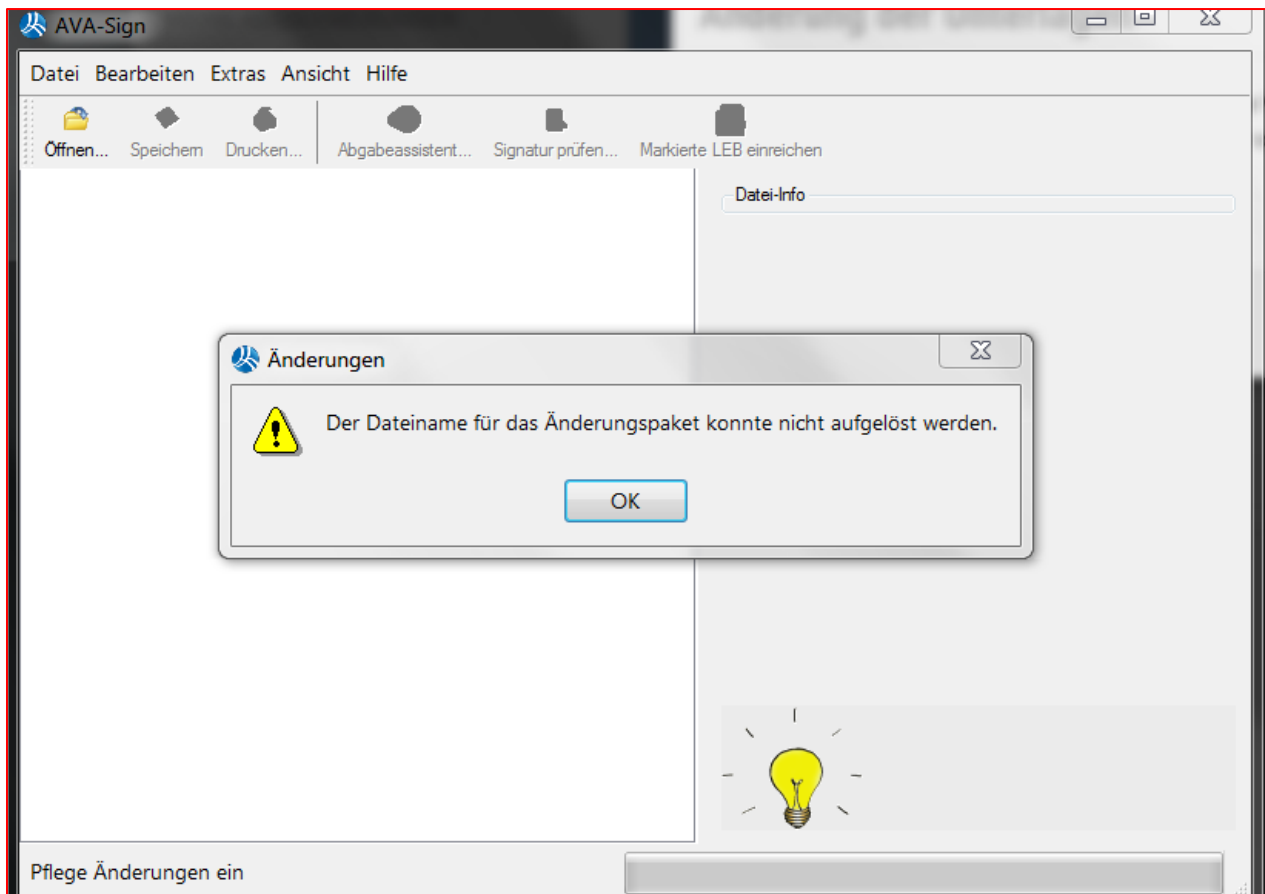 AVA-Sign
Datei Bearbeiten Extras Ansicht Hilfe
Öffnen... Speichern Drucken... Abgabeassistent... Signatur prüfen... Markierte LEB einreichen
Datei-Info
Änderungen
Der Dateiname für das Änderungspaket konnte nicht aufgelöst werden.
OK
Pflege Änderungen ein